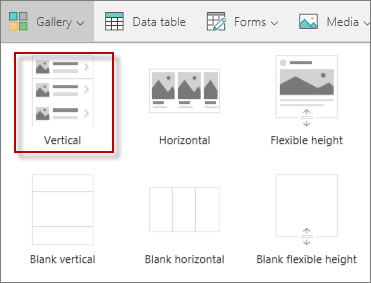 Gallery Data table Forms Media
Vertical Horizontal Flexible height
Blank vertical Blank horizontal Blank flexible height